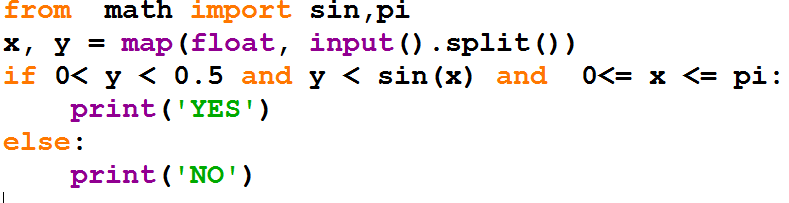 from  math import sin,pi
x, y = map(float, input().split())
if 0< y < 0.5 and y < sin(x) and  0<= x <= pi:
    print('YES')
else:
    print('NO')